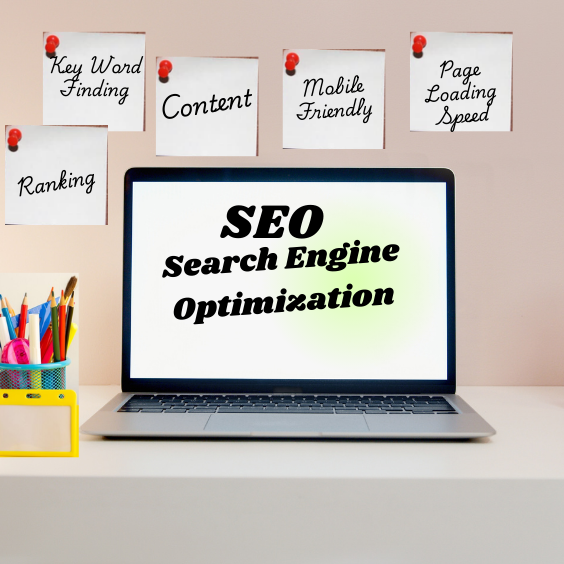 Key Word
Finding
Content
Mobile
Friendly
Page
Loading
Speed
Ranking
SEO
Search Engine
Optimization